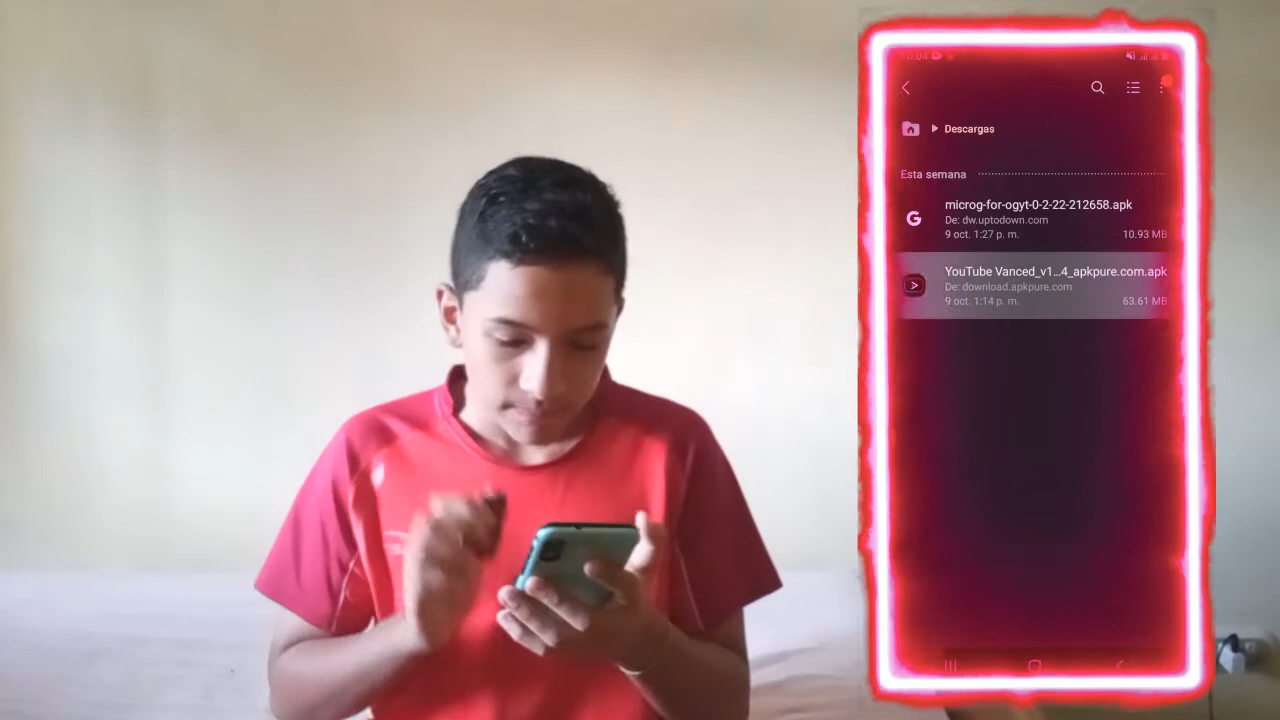 Descargas
Esta semana
microg-for-ogyt-0-2-22-212658.apk
De: dw.uptodown.com
9 oct. 1:27 p. m.
10.93 MB
YouTube Vanced_v1...4_apkpure.com.apk
De: download.apkpure.com
9 oct. 1:14 p. m.
63.61 MB